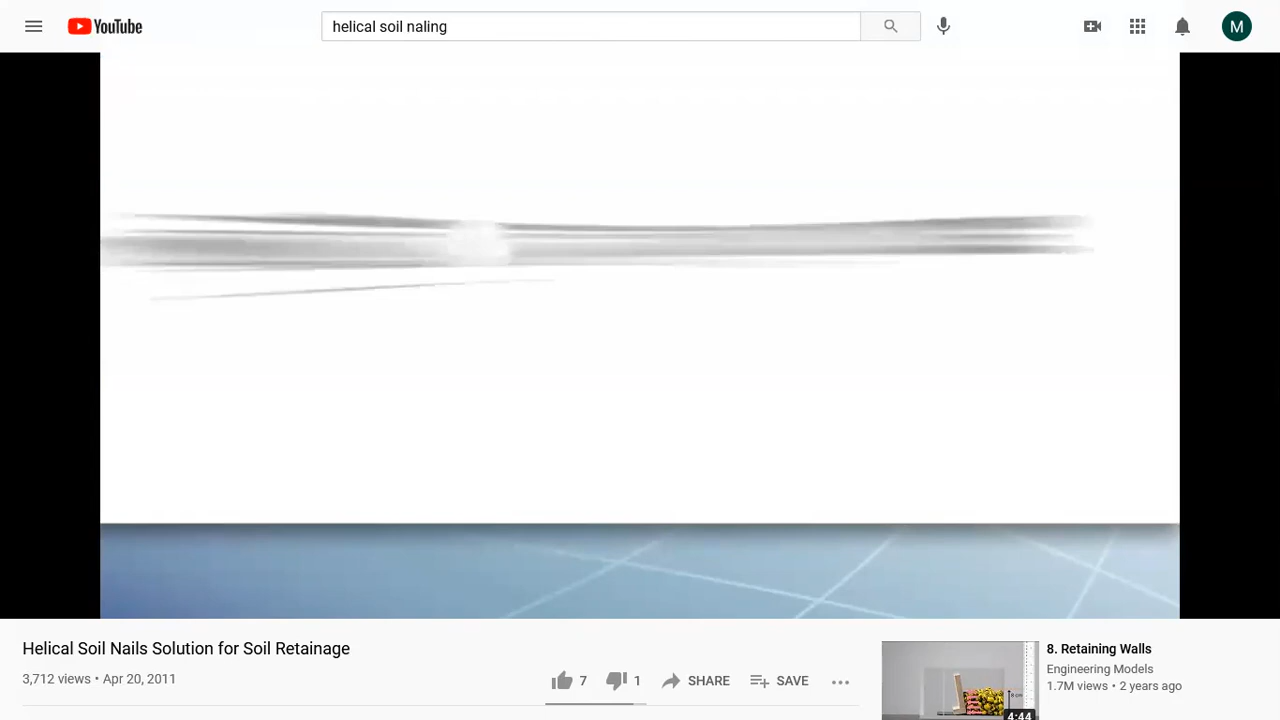 YouTube
helical soil naling
M
Helical Soil Nails Solution for Soil Retainage
3,712 views • Apr 20, 2011
7
1
SHARE
SAVE
8. Retaining Walls
Engineering Models
1.7M views • 2 years ago
4:44